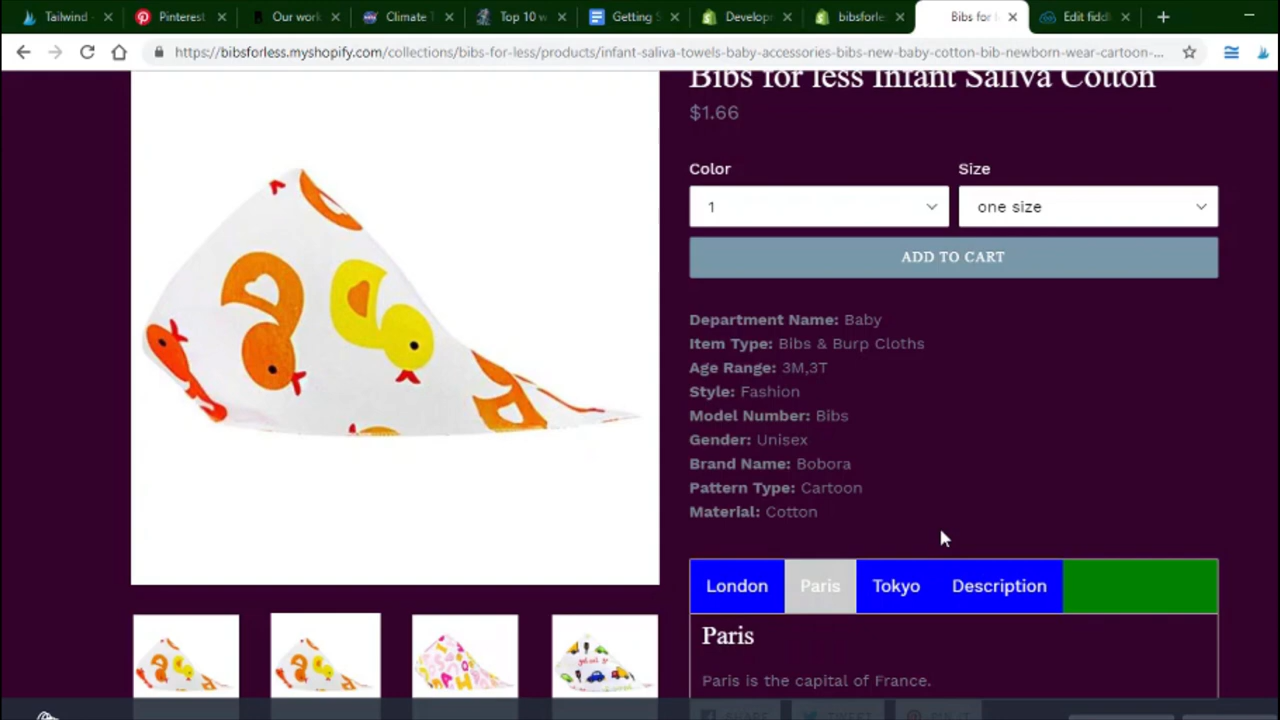 Tailwind -
Pinterest
Our work
Climate
Top 10 w
Getting S
Develop
bibsforle
Bibs for
Edit fiddl
https://bibsforless.myshopify.com/collections/bibs-for-less/products/infant-saliva-towels-baby-accessories-bibs-new-baby-cotton-bib-newborn-wear-cartoon-...
Bibs for less Infant Saliva Cotton
$1.66
Color Size
1 one size
ADD TO CART
Department Name: Baby
Item Type: Bibs & Burp Cloths
Age Range: 3M,3T
Style: Fashion
Model Number: Bibs
Gender: Unisex
Brand Name: Bobora
Pattern Type: Cartoon
Material: Cotton
London Paris Tokyo Description
Paris
Paris is the capital of France.
SHARE TWEET PIN IT